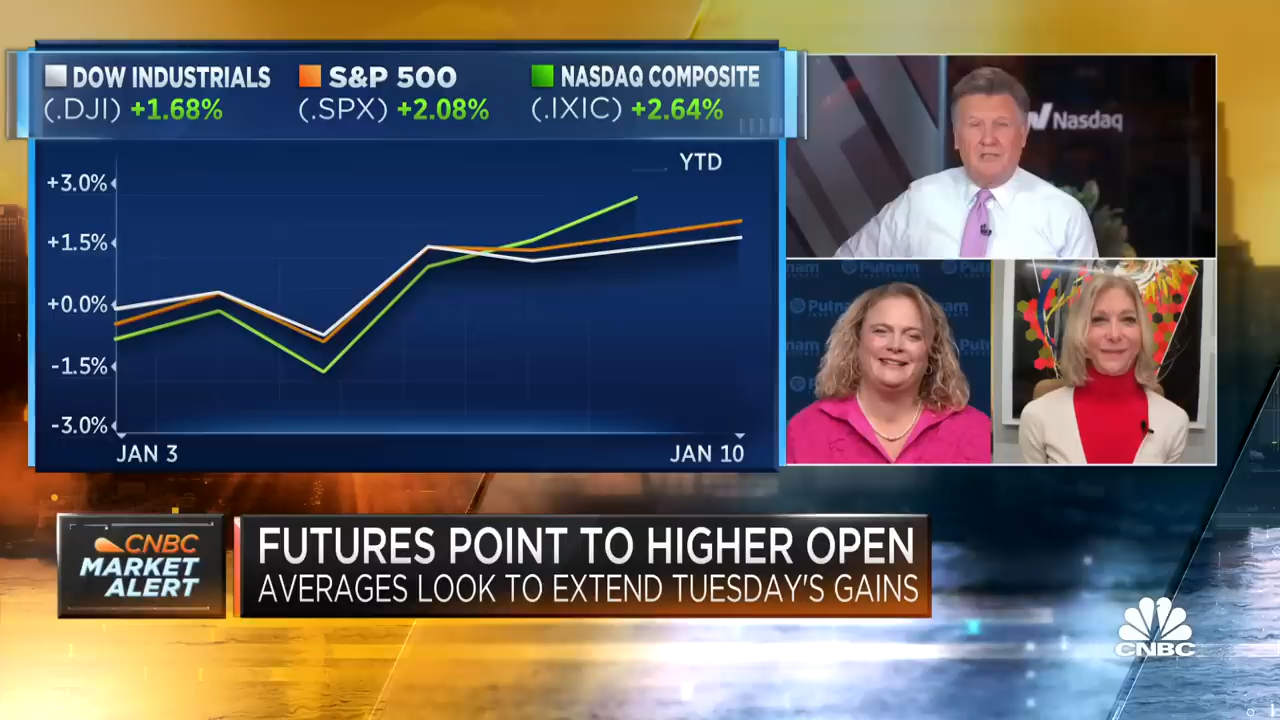 DOW INDUSTRIALS
(.DJI) +1.68%
S&P 500
(.SPX) +2.08%
NASDAQ COMPOSITE
(.IXIC) +2.64%
YTD
+3.0%
+1.5%
+0.0%
-1.5%
-3.0%
JAN 3
JAN 10
Nasdaq
Putnam
Putnam
CNBC
MARKET
ALERT
FUTURES POINT TO HIGHER OPEN
AVERAGES LOOK TO EXTEND TUESDAY'S GAINS
CNBC